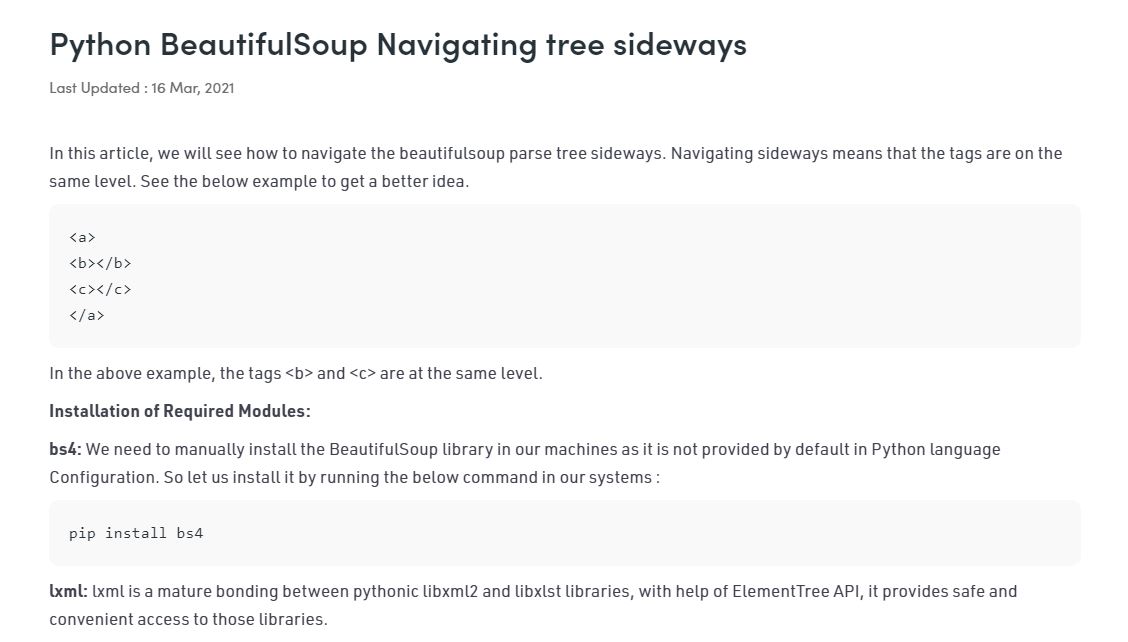 Python BeautifulSoup Navigating tree sideways
Last Updated : 16 Mar, 2021
In this article, we will see how to navigate the beautifulsoup parse tree sideways. Navigating sideways means that the tags are on the
same level. See the below example to get a better idea.
<a>
<b></b>
<c></c>
</a>
In the above example, the tags <b> and <c> are at the same level.
Installation of Required Modules:
bs4: We need to manually install the BeautifulSoup library in our machines as it is not provided by default in Python language
Configuration. So let us install it by running the below command in our systems :
pip install bs4
lxml: lxml is a mature bonding between pythonic libxml2 and libxlst libraries, with help of ElementTree API, it provides safe and
convenient access to those libraries.